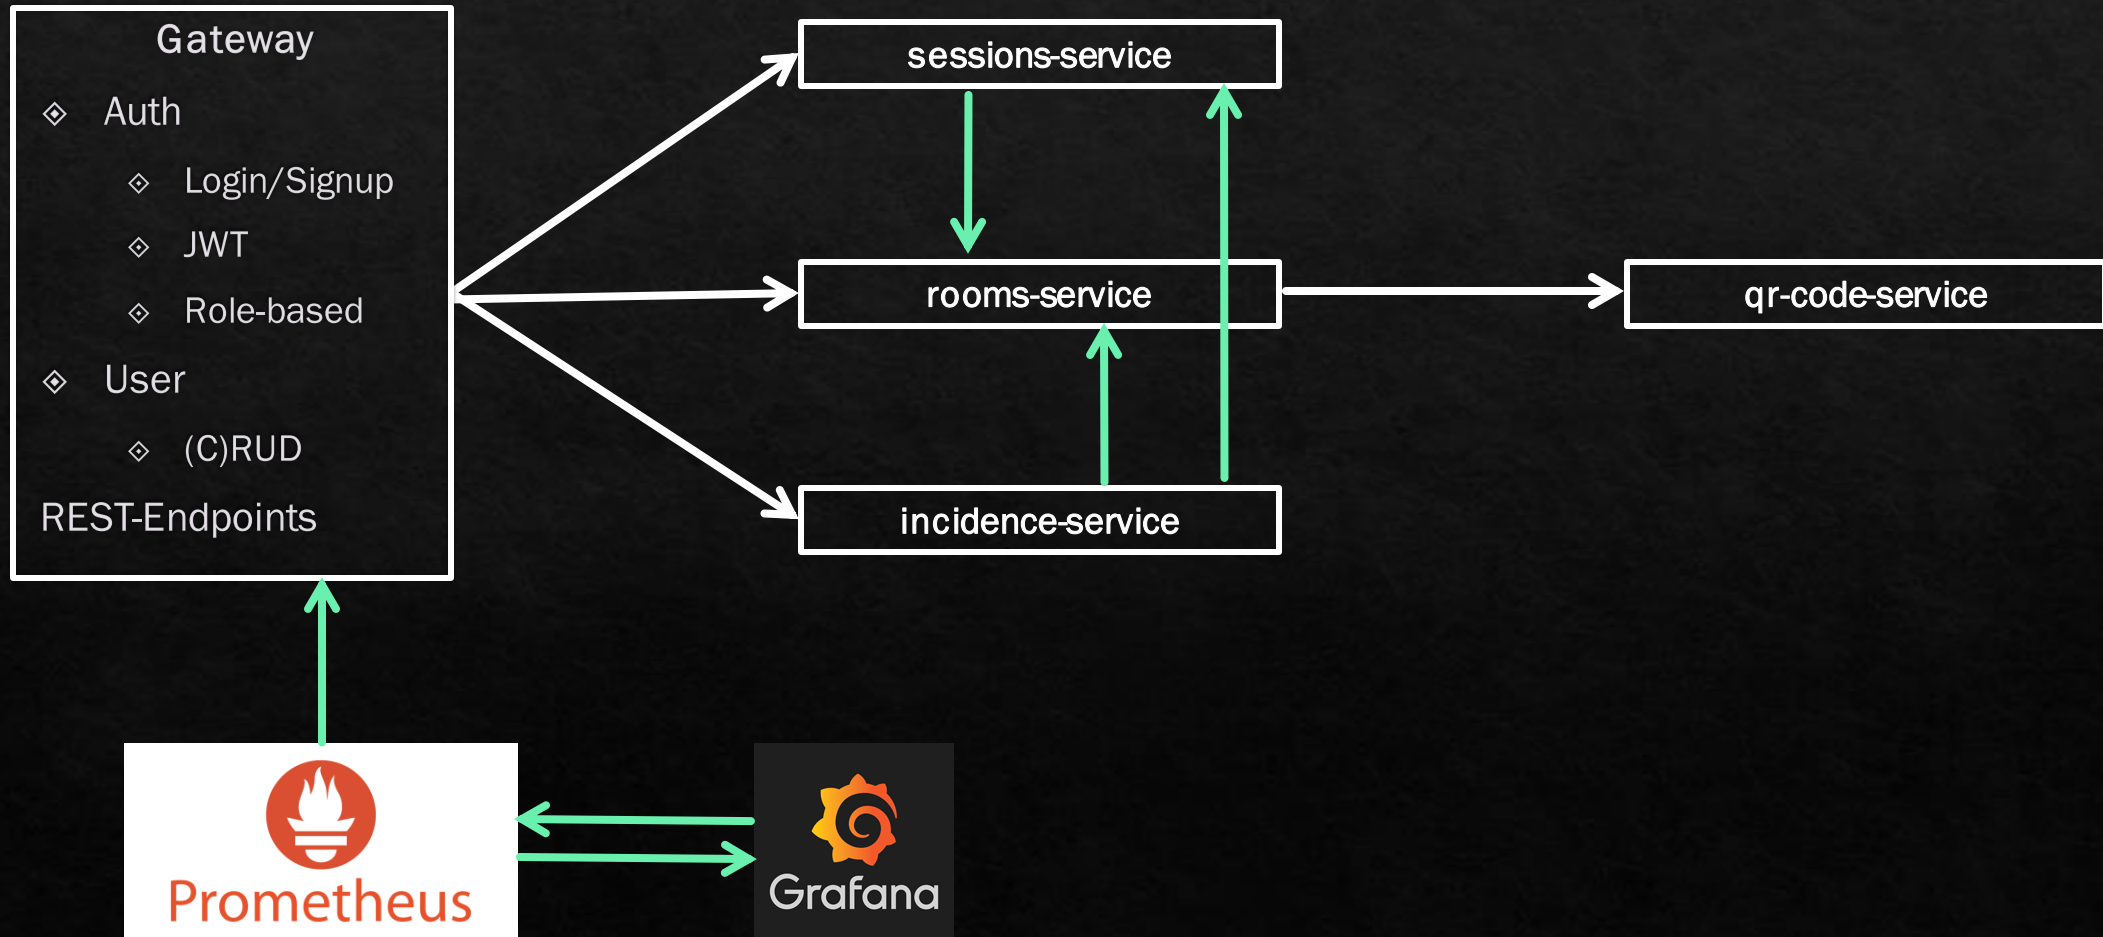 Gateway
Auth
Login/Signup
JWT
Role-based
User
(C)RUD
REST-Endpoints
sessions-service
rooms-service
qr-code-service
incidence-service
Prometheus
Grafana